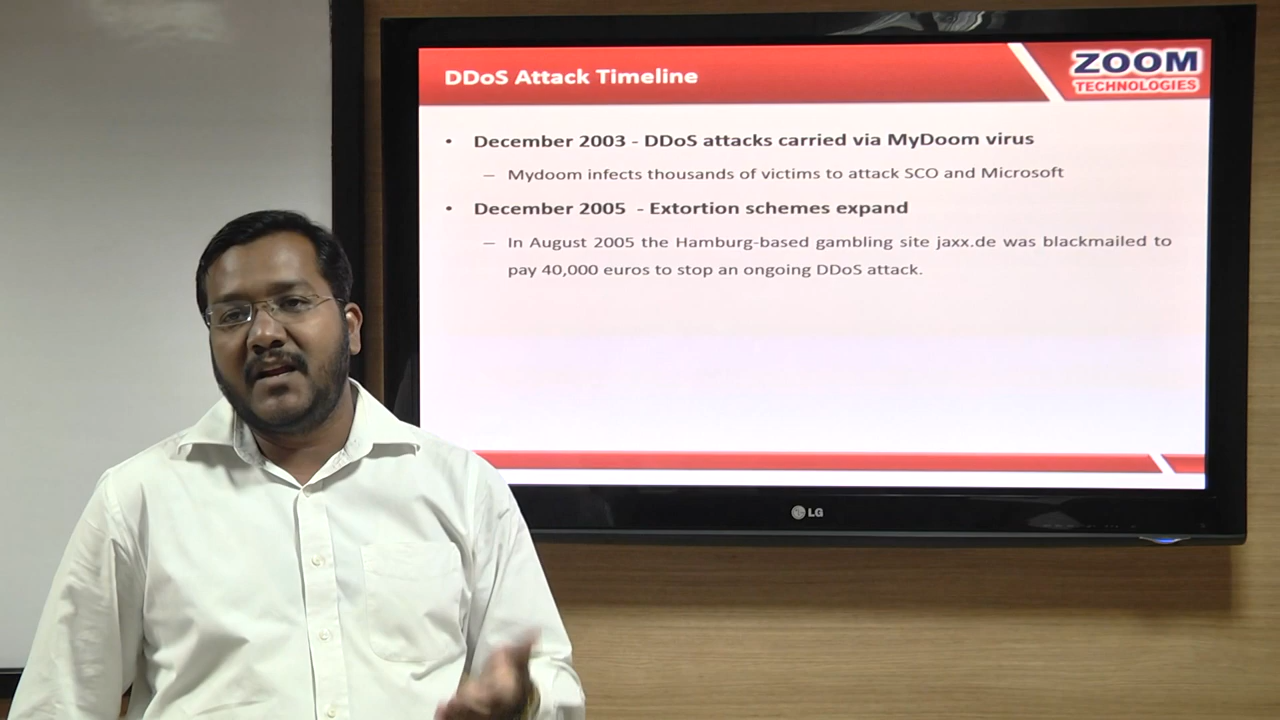 DDoS Attack Timeline
ZOOM
TECHNOLOGIES
• December 2003 - DDoS attacks carried via MyDoom virus
– Mydoom infects thousands of victims to attack SCO and Microsoft
• December 2005 - Extortion schemes expand
– In August 2005 the Hamburg-based gambling site jaxx.de was blackmailed to
pay 40,000 euros to stop an ongoing DDoS attack.
LG